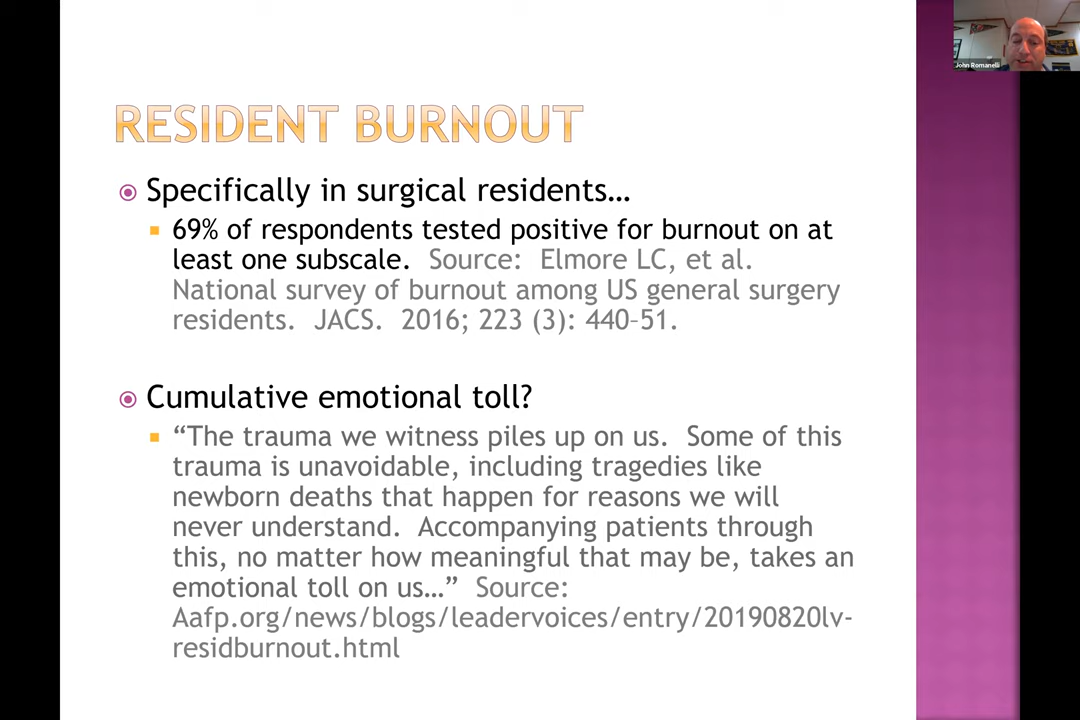 John Romanelli
RESIDENT BURNOUT
Specifically in surgical residents…
69% of respondents tested positive for burnout on at
least one subscale.  Source:  Elmore LC, et al.
National survey of burnout among US general surgery
residents.  JACS.  2016; 223 (3): 440-51.
Cumulative emotional toll?
“The trauma we witness piles up on us.  Some of this
trauma is unavoidable, including tragedies like
newborn deaths that happen for reasons we will
never understand.  Accompanying patients through
this, no matter how meaningful that may be, takes an
emotional toll on us…”  Source:
Aafp.org/news/blogs/leadervoices/entry/20190820lv-
residburnout.html